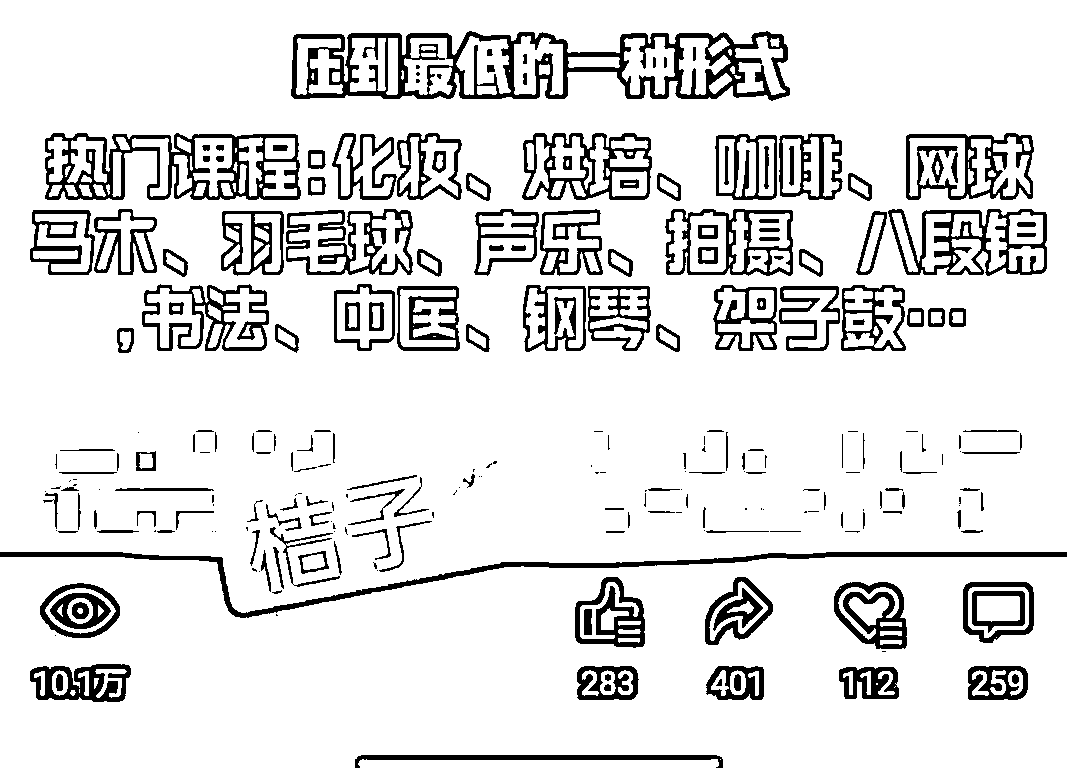 压到最低的一种形式
热门课程:化妆、烘培、咖啡、网球
马术、羽毛球、声乐、拍摄、八段锦
,书法、中医、钢琴、架子鼓…
桔子
10.1万
283
401
112
259